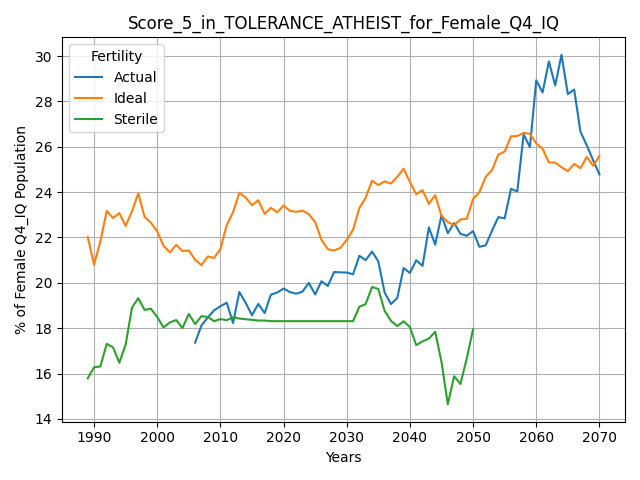 Score_5_in_TOLERANCE_ATHEIST_for_Female_Q4_IQ
Fertility
Actual
Ideal
Sterile
% of Female Q4_IQ Population
30
28
26
24
22
20
18
16
14
1990 2000 2010 2020 2030 2040 2050 2060 2070
Years